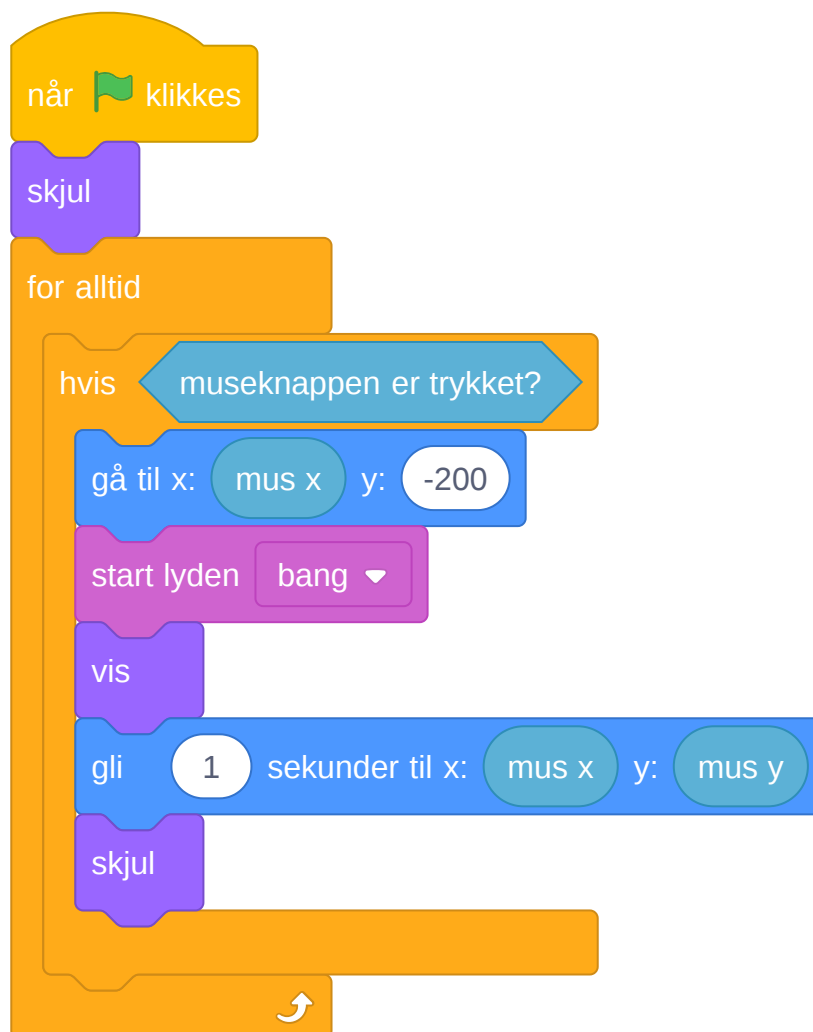 når klikkes
skjul
for alltid
hvis museknappen er trykket?
gå til x: mus x y: -200
start lyden bang
vis
gli 1 sekunder til x: mus x y: mus y
skjul